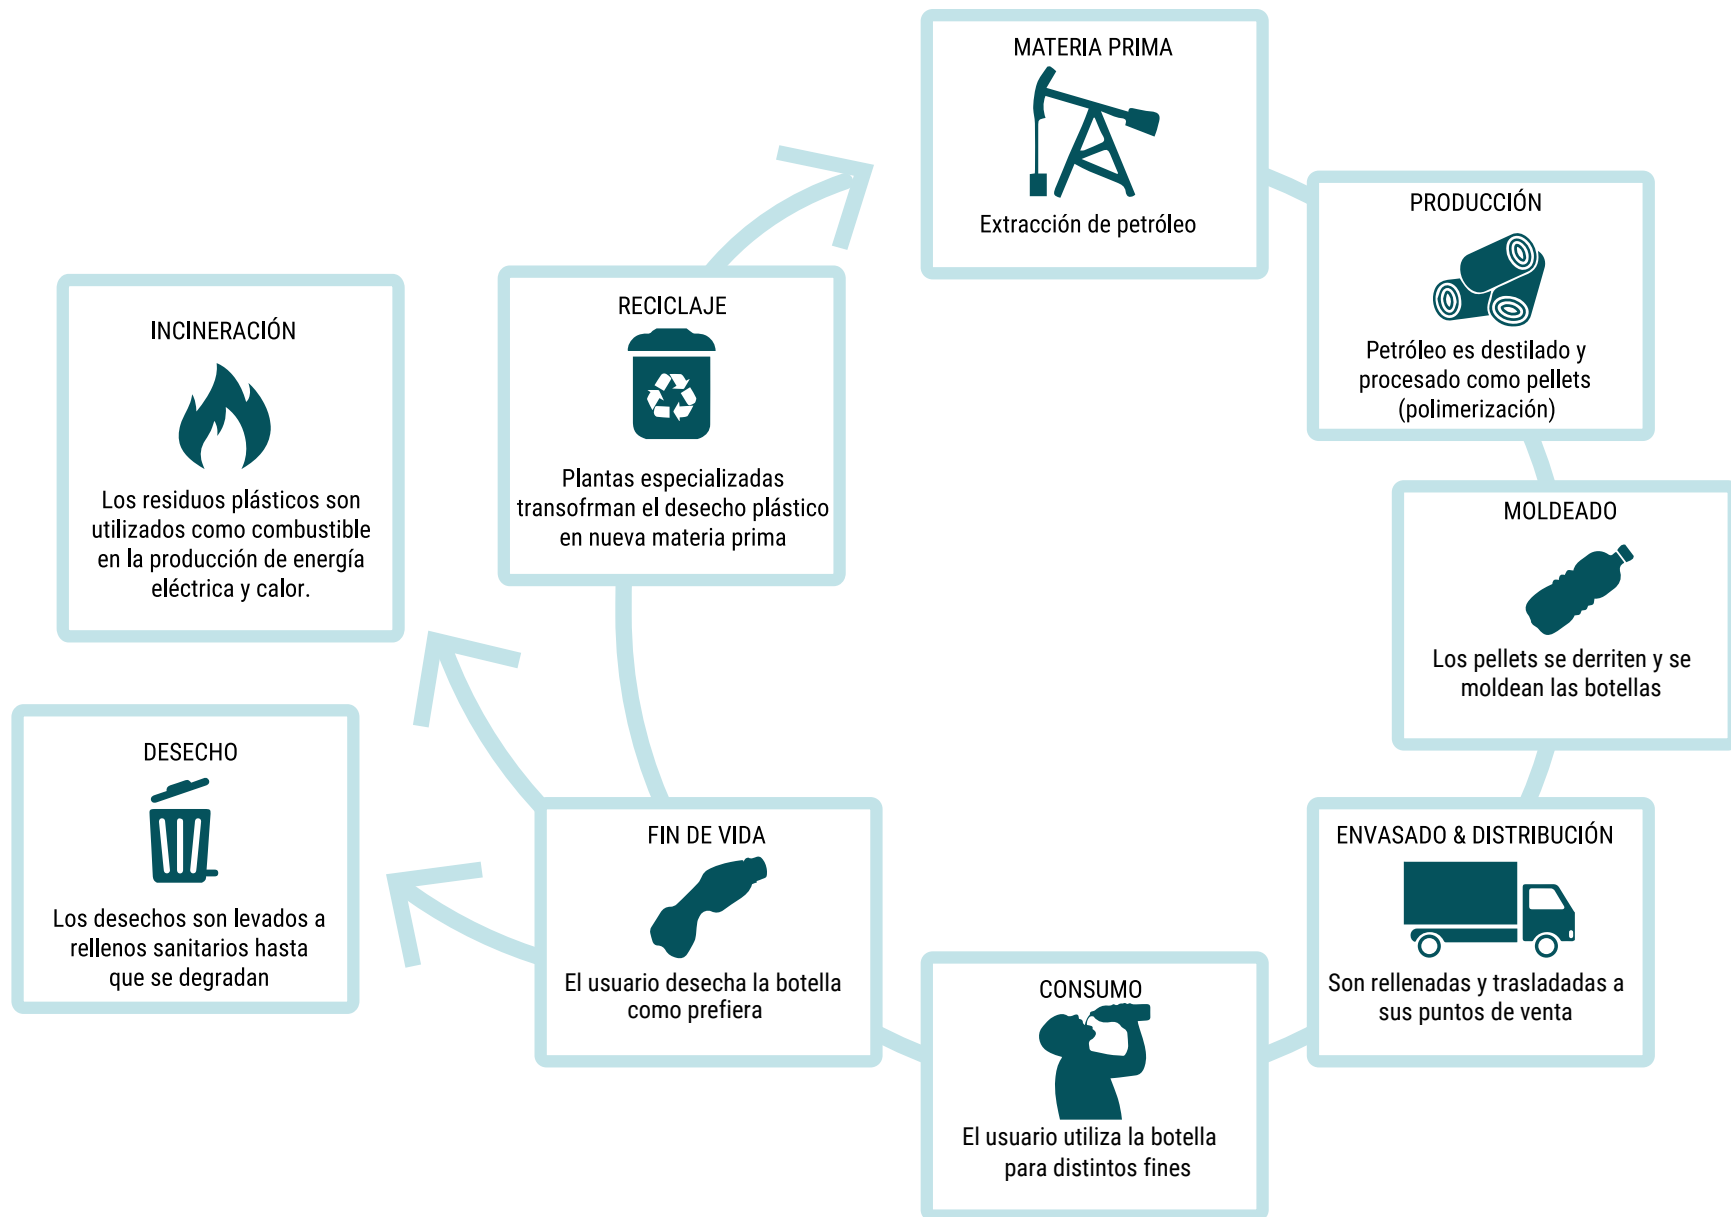 MATERIA PRIMA
Extracción de petróleo
PRODUCCIÓN
Petróleo es destilado y
procesado como pellets
(polimerización)
MOLDEADO
Los pellets se derriten y se
moldean las botellas
ENVASADO & DISTRIBUCIÓN
Son rellenadas y trasladadas a
sus puntos de venta
CONSUMO
El usuario utiliza la botella
para distintos fines
FIN DE VIDA
El usuario desecha la botella
como prefiera
RECICLAJE
Plantas especializadas
transofrman el desecho plástico
en nueva materia prima
INCINERACIÓN
Los residuos plásticos son
utilizados como combustible
en la producción de energía
eléctrica y calor.
DESECHO
Los desechos son levados a
rellenos sanitarios hasta
que se degradan